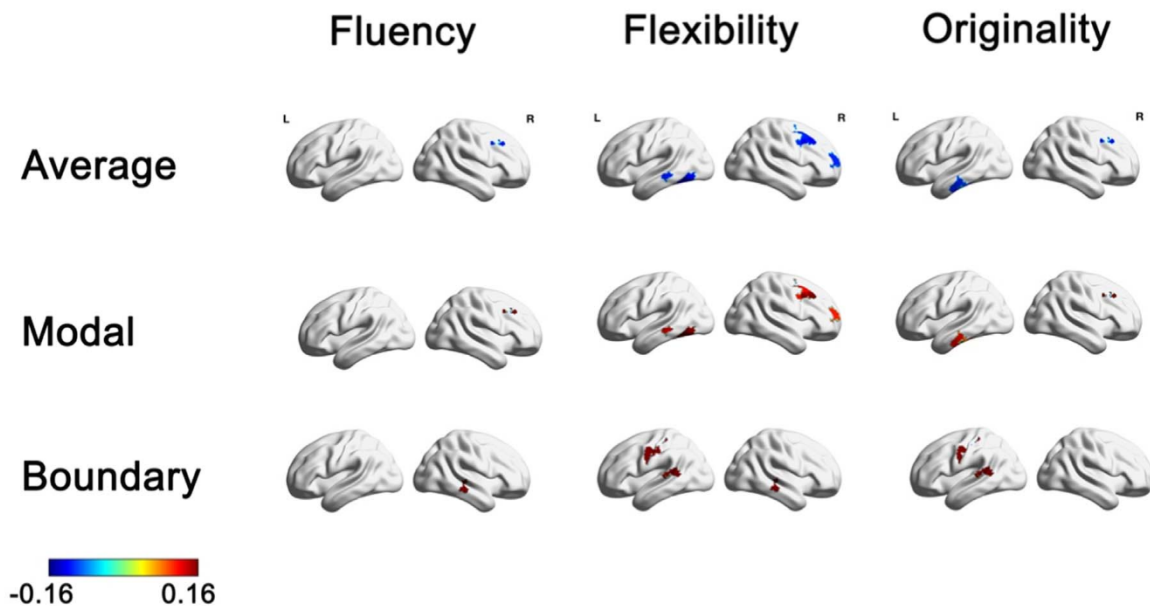 Fluency Flexibility Originality
L R L R L R
Average
Modal
Boundary
-0.16 0.16